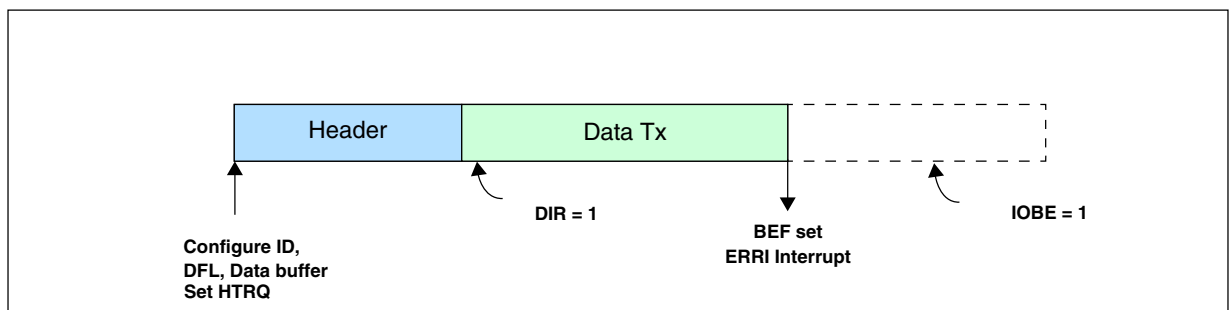 Header
Data Tx
DIR = 1
IOBE = 1
BEF set
ERRI Interrupt
Configure ID,
DFL, Data buffer
Set HTRQ